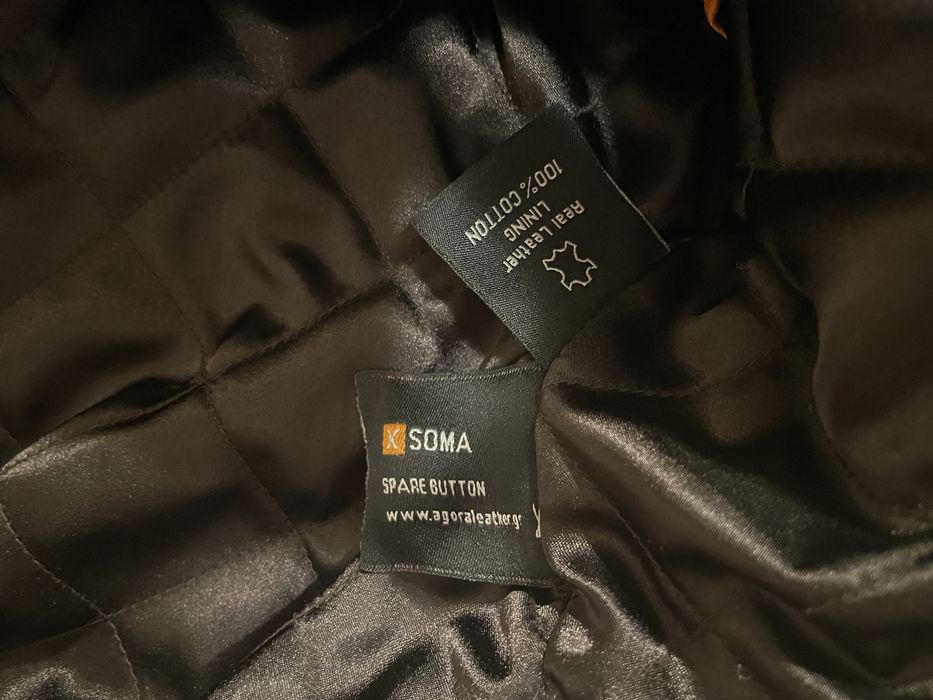 Real Leather
LINING
100% COTTON
X SOMA
SPARE BUTTON
www.agoraleather.gr